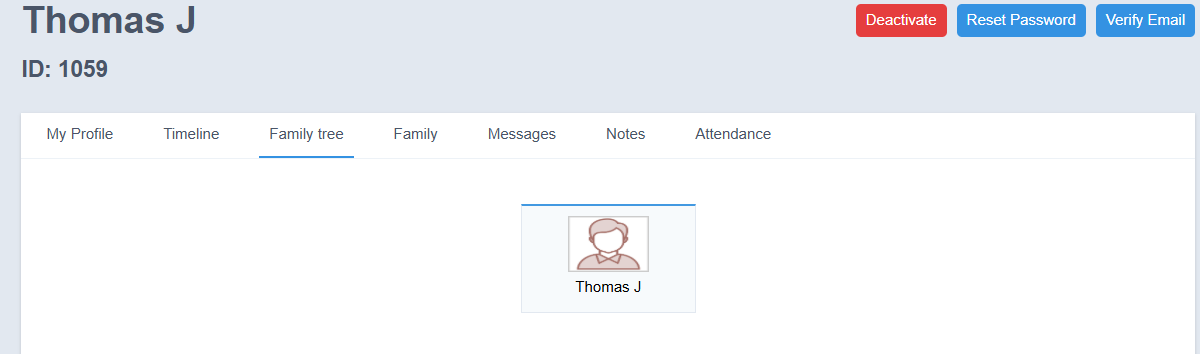 Thomas J
Deactivate
Reset Password
Verify Email
ID: 1059
My Profile
Timeline
Family tree
Family
Messages
Notes
Attendance
Thomas J